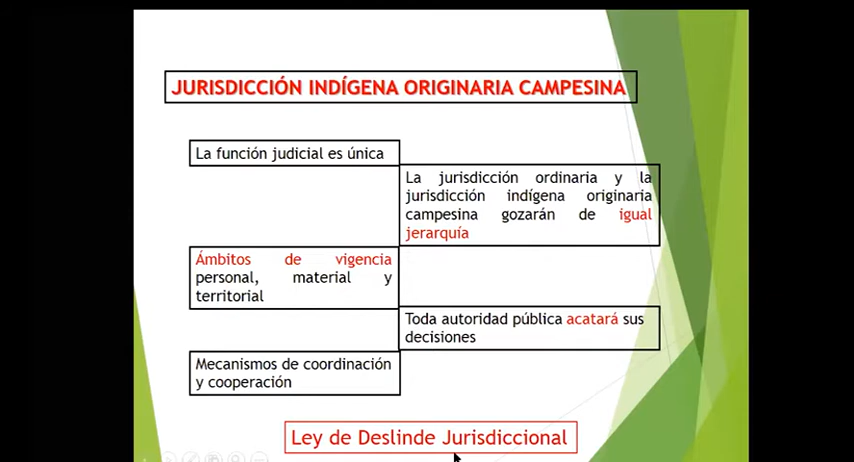 JURISDICCIÓN INDÍGENA ORIGINARIA CAMPESINA
La función judicial es única
La jurisdicción ordinaria y la
jurisdicción indígena originaria
campesina gozarán de igual
jerarquía
Ámbitos de vigencia
personal, material y
territorial
Toda autoridad pública acatará sus
decisiones
Mecanismos de coordinación
y cooperación
Ley de Deslinde Jurisdiccional